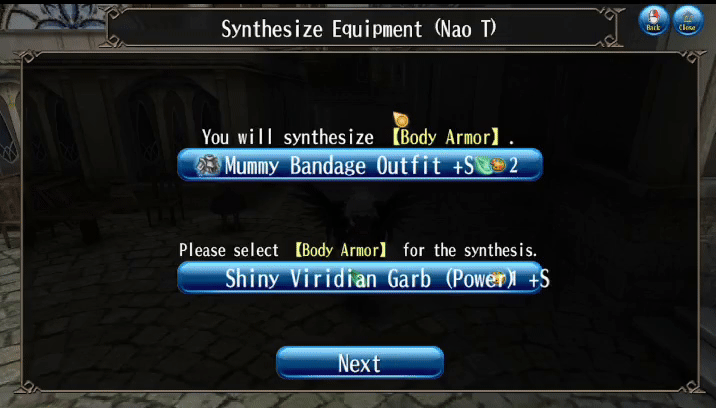 Synthesize Equipment (Nao T)
Back
Close
You will synthesize 【Body Armor】.
Mummy Bandage Outfit +S 2
Please select 【Body Armor】 for the synthesis.
Shiny Viridian Garb (Power) 1 +S
Next